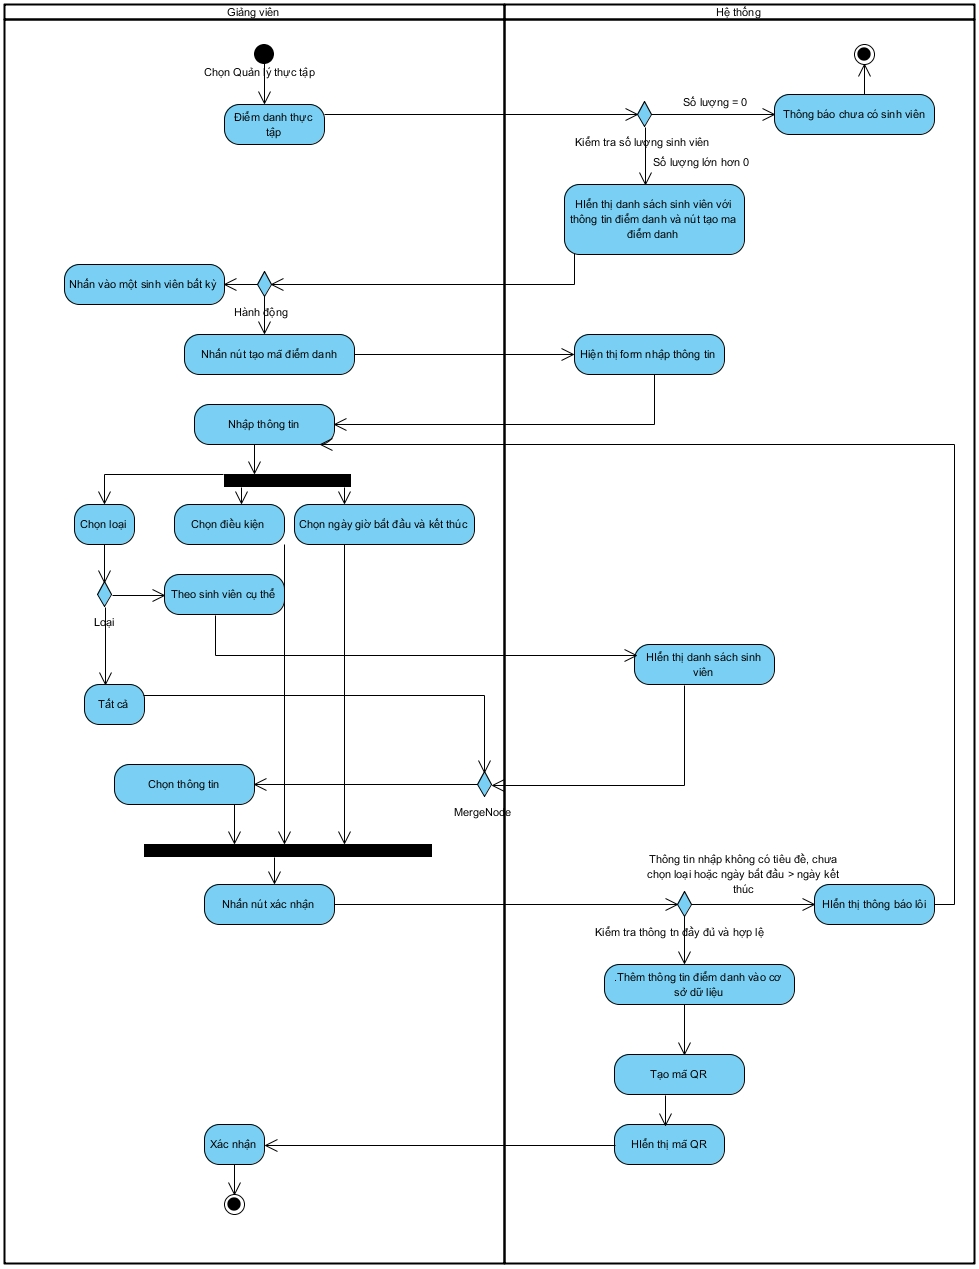 Giảng viên
Hệ thống
Chọn Quản lý thực tập
Điểm danh thực
tập
Số lượng = 0
Thông báo chưa có sinh viên
Kiểm tra số lượng sinh viên
Số lượng lớn hơn 0
HIển thị danh sách sinh viên với
thông tin điểm danh và nút tạo ma
điểm danh
Nhấn vào một sinh viên bất kỳ
Hành động
Nhấn nút tạo mã điểm danh
Hiện thị form nhập thông tin
Nhập thông tin
Chọn loại
Chọn điều kiện
Chọn ngày giờ bắt đầu và kết thúc
Theo sinh viên cụ thể
Loại
HIển thị danh sách sinh
viên
Tất cả
Chọn thông tin
MergeNode
Thông tin nhập không có tiêu đề, chưa
chọn loại hoặc ngày bắt đầu > ngày kết
thúc
Nhấn nút xác nhận
HIển thị thông báo lỗi
Kiểm tra thông tn đầy đủ và hợp lệ
.Thêm thông tin điểm danh vào cơ
sở dữ liệu
Tạo mã QR
Xác nhận
HIển thị mã QR